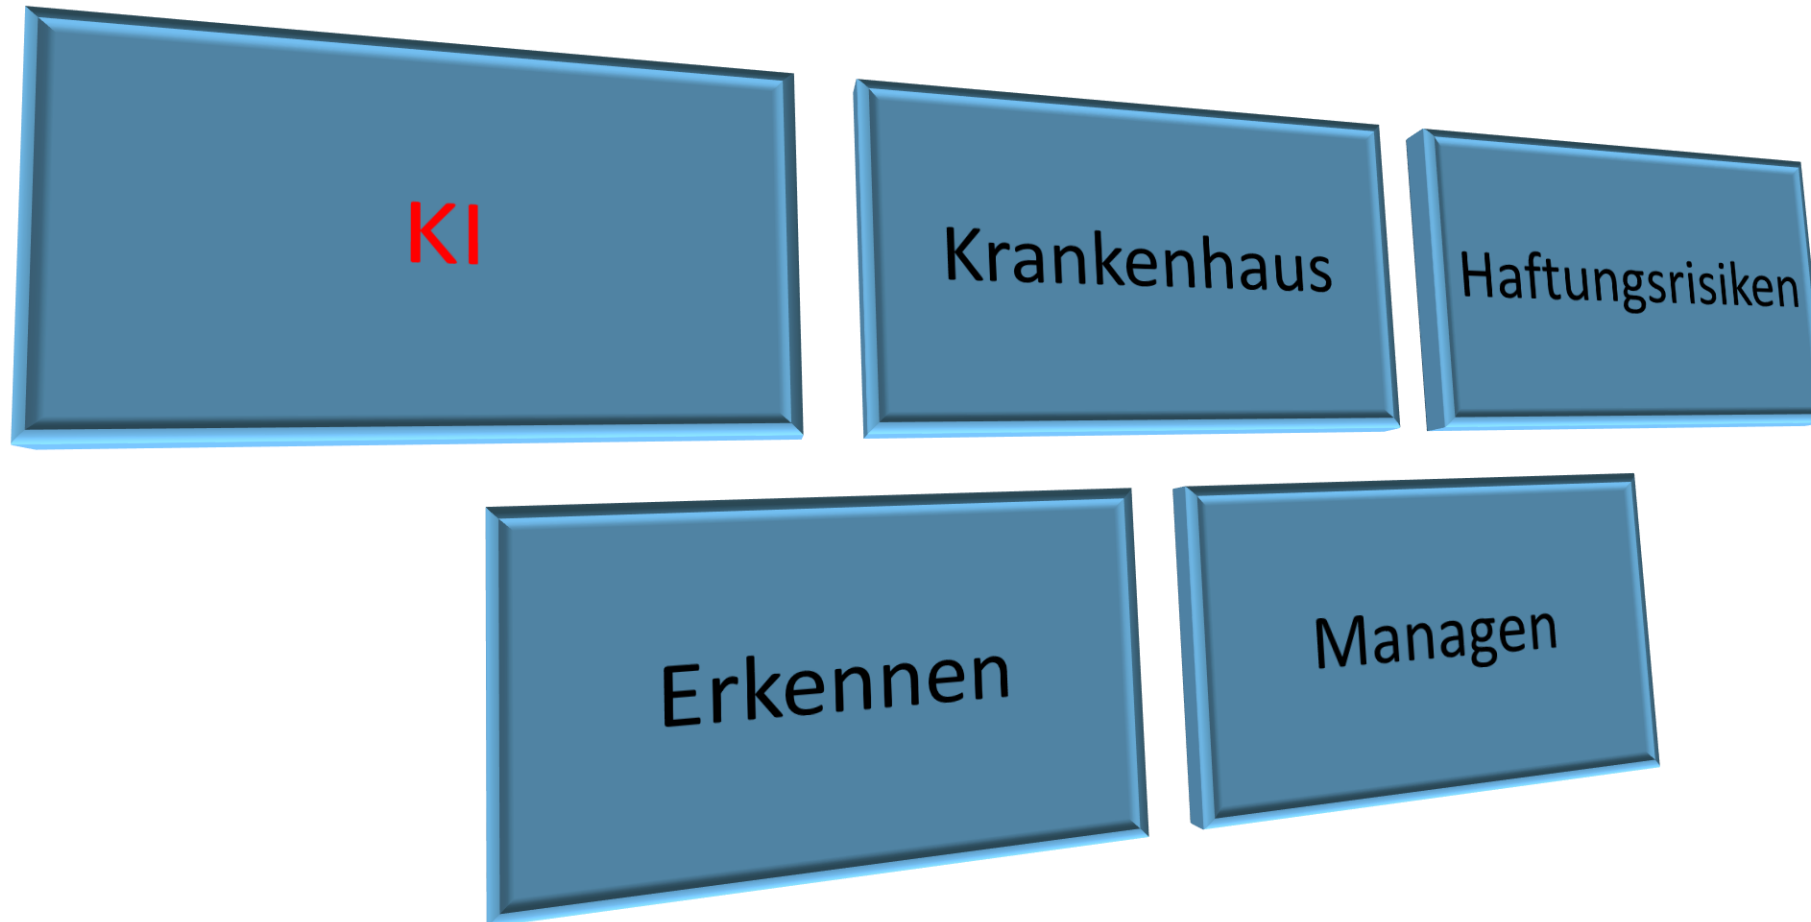 KI
Krankenhaus
Haftungsrisiken
Erkennen
Managen